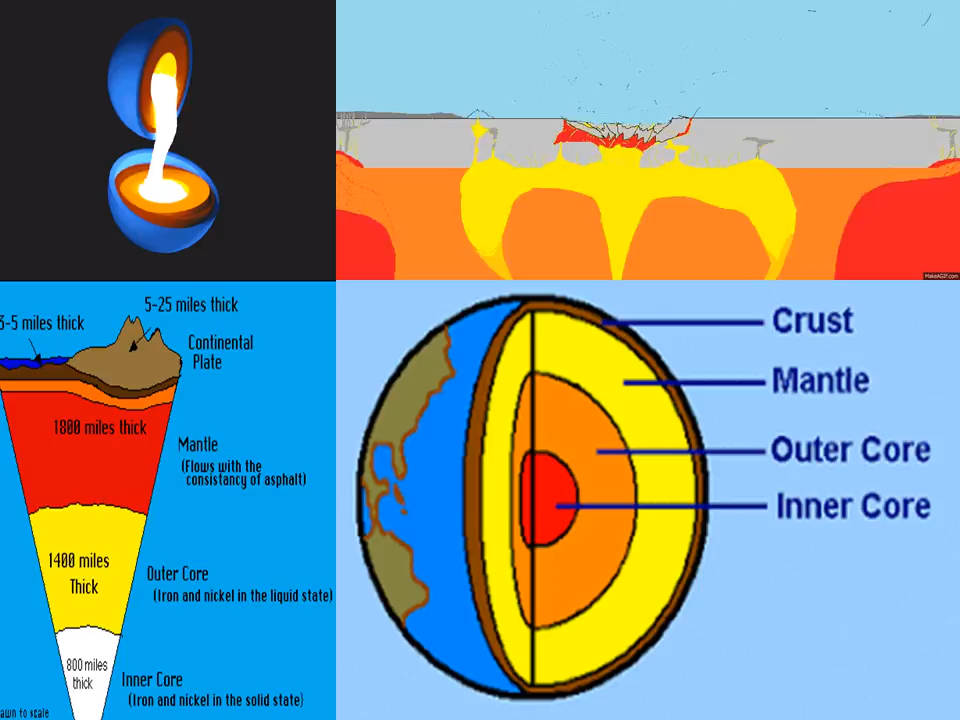 MakeAGIF.com
5-25 miles thick
3-5 miles thick
Continental
Plate
1800 miles thick
Mantle
(Flows with the
consistancy of asphalt)
1400 miles
Thick
Outer Core
(Iron and nickel in the liquid state)
800 miles
thick
Inner Core
(Iron and nickel in the solid state)
awn to scale
Crust
Mantle
Outer Core
Inner Core